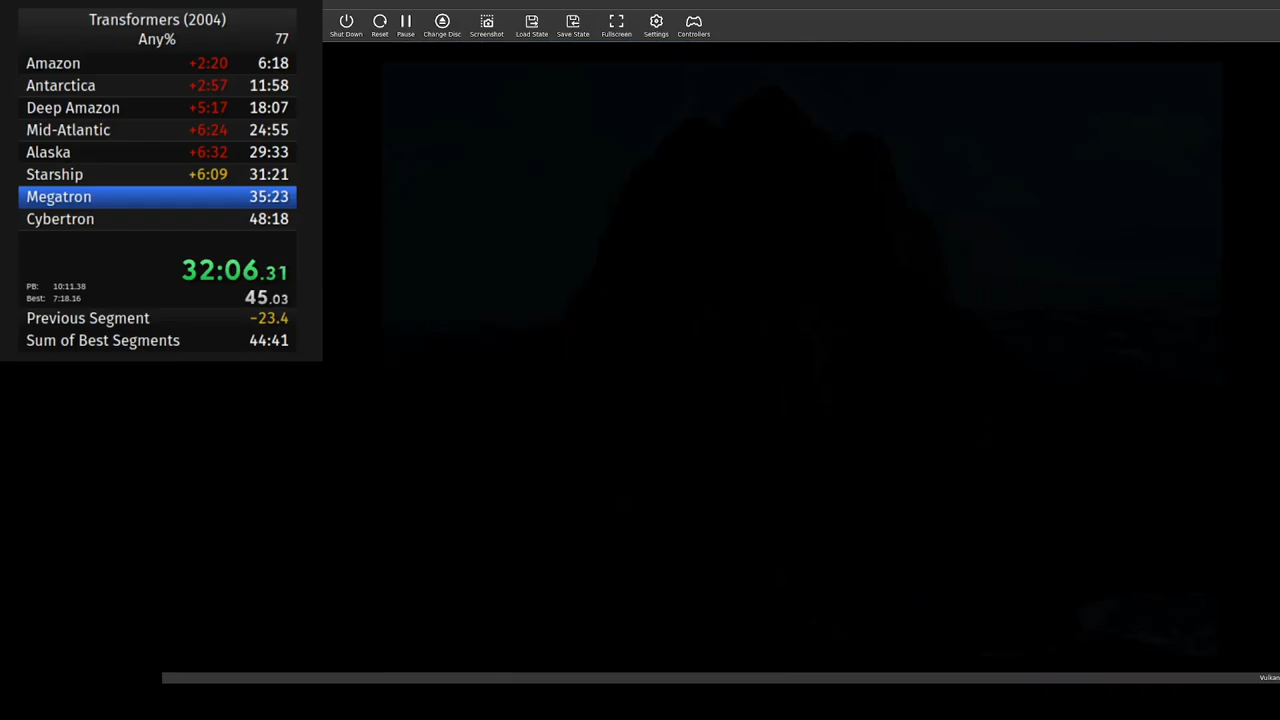 Transformers (2004)
Any% 77
Amazon +2:20 6:18
Antarctica +2:57 11:58
Deep Amazon +5:17 18:07
Mid-Atlantic +6:24 24:55
Alaska +6:32 29:33
Starship +6:09 31:21
Megatron 35:23
Cybertron 48:18
32:06.31
PB: 10:11.38
Best: 7:18.16
45.03
Previous Segment -23.4
Sum of Best Segments 44:41
Shut Down Reset Pause Change Disc Screenshot Load State Save State Fullscreen Settings Controllers
Vulkan